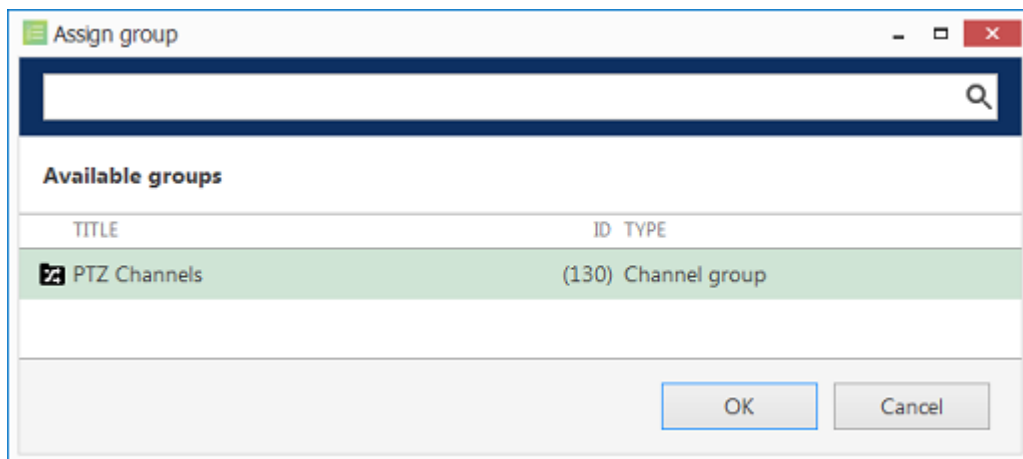 Assign group
Available groups
TITLE ID TYPE
PTZ Channels (130) Channel group
OK Cancel